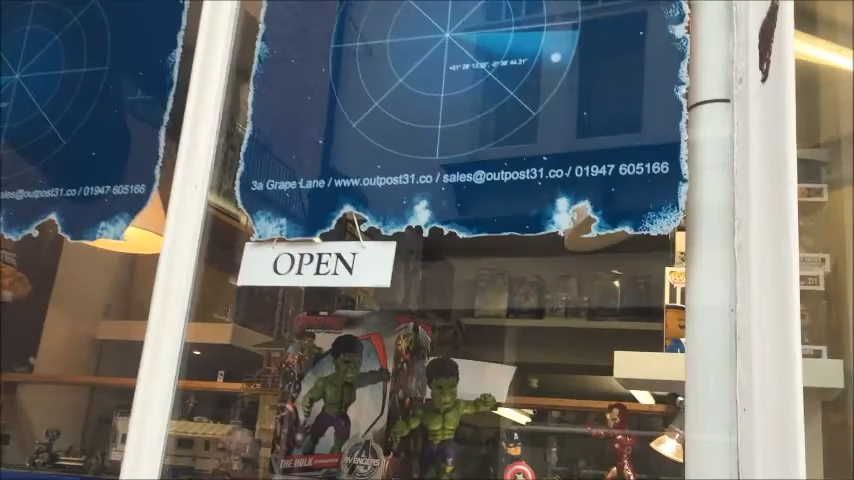 3a Grape Lane / www.outpost31.co / sales@outpost31.co / 01947 605166
sales@outpost31.co / 01947 605166
OPEN
THE HULK
AVENGERS